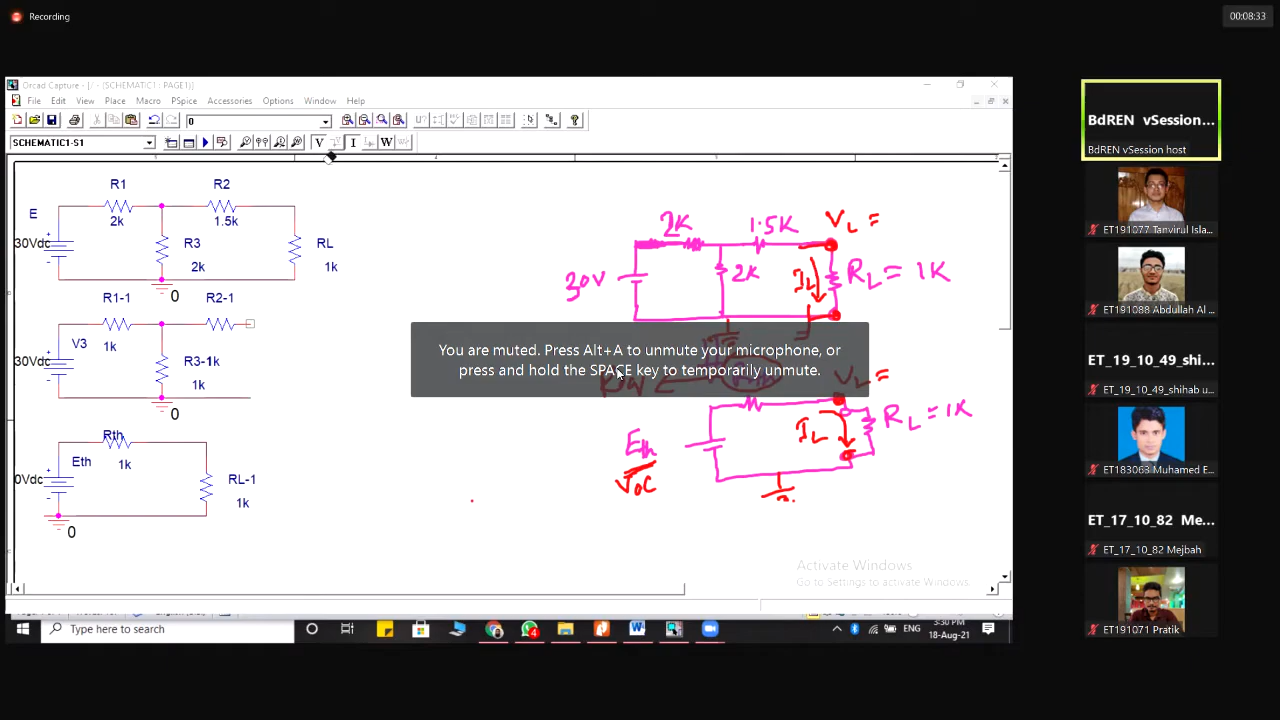 Recording
00:08:33
Orcad Capture - [/ - (SCHEMATIC1 : PAGE1)]
File Edit View Place Macro PSpice Accessories Options Window Help
0
SCHEMATIC1-S1
V I W
R1 R2
E 2k 1.5k
30Vdc R3 RL
2k 1k
0
R1-1 R2-1
V3 1k
30Vdc R3-1k
1k
0
Rth
Eth 1k
0Vdc RL-1
1k
0
2K 1.5K VL =
30V 2K IL RL = 1K
You are muted. Press Alt+A to unmute your microphone, or
press and hold the SPACE key to temporarily unmute.
VL =
Eth IL RL = 1K
Voc
Activate Windows
Go to Settings to activate Windows.
Type here to search
4
ENG
3:30 PM
18-Aug-21
BdREN vSession...
BdREN vSession host
ET191077 Tanvirul Isla...
ET191088 Abdullah Al ...
ET_19_10_49_shi...
ET_19_10_49_shihab u...
ET183063 Muhamed E...
ET_17_10_82 Me...
ET_17_10_82 Mejbah
ET191071 Pratik